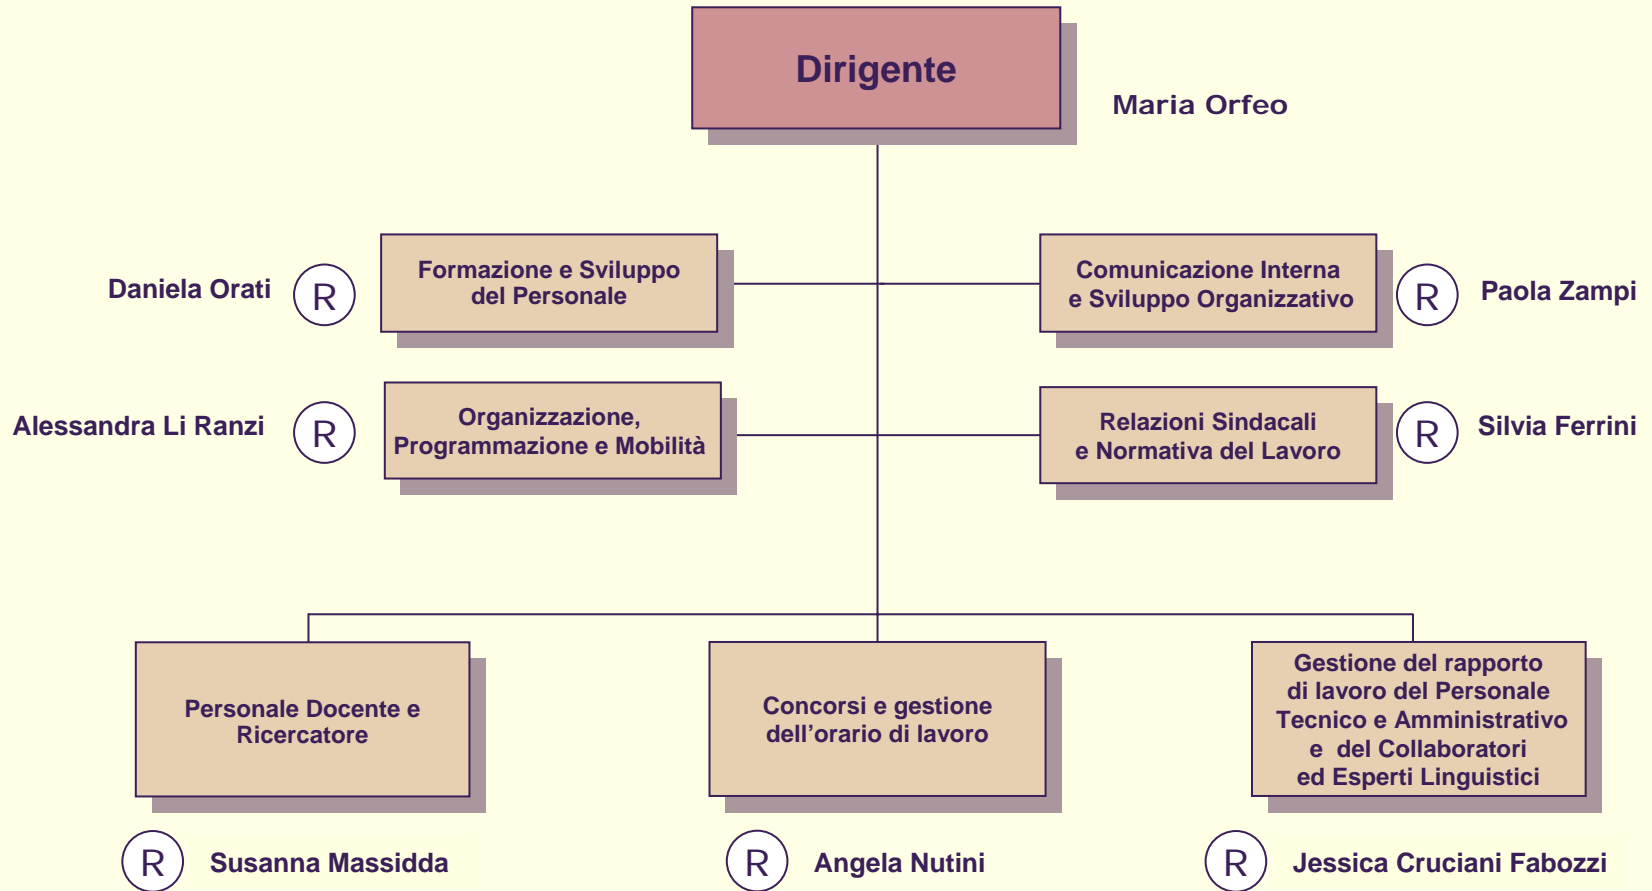 Dirigente
Maria Orfeo
Daniela Orati
R
Formazione e Sviluppo
del Personale
Comunicazione Interna
e Sviluppo Organizzativo
R
Paola Zampi
Alessandra Li Ranzi
R
Organizzazione,
Programmazione e Mobilità
Relazioni Sindacali
e Normativa del Lavoro
R
Silvia Ferrini
Personale Docente e
Ricercatore
Concorsi e gestione
dell’orario di lavoro
Gestione del rapporto
di lavoro del Personale
Tecnico e Amministrativo
e del Collaboratori
ed Esperti Linguistici
R Susanna Massidda
R Angela Nutini
R Jessica Cruciani Fabozzi